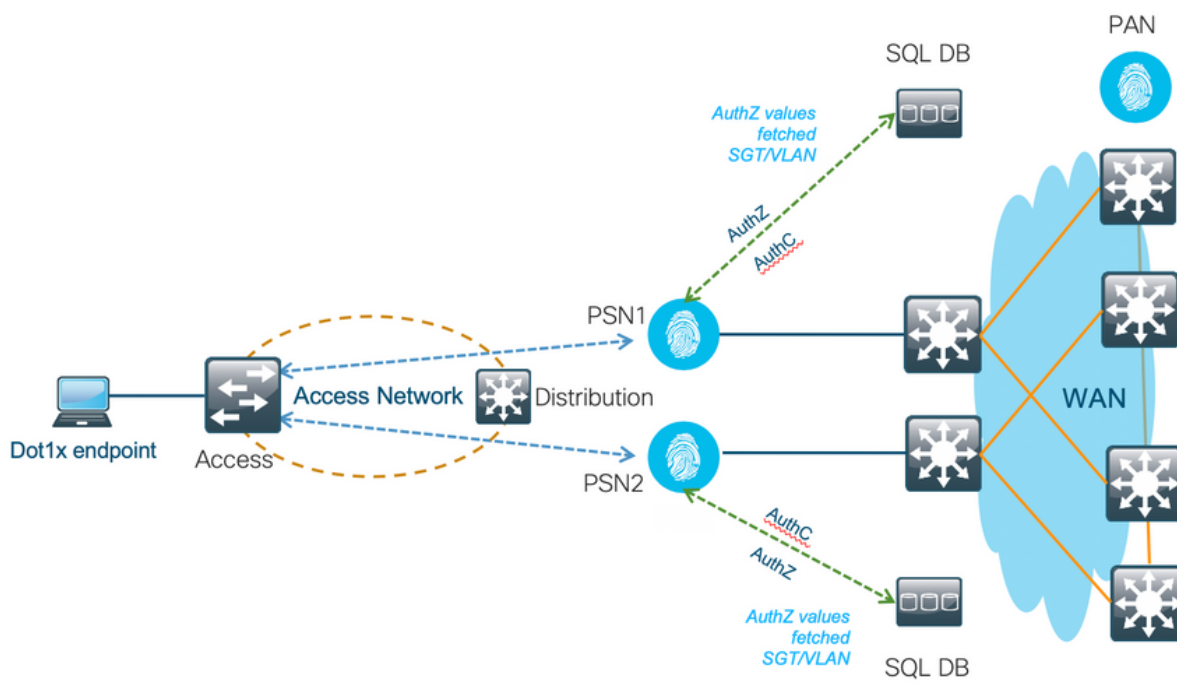 PAN
SQL DB
AuthZ values
fetched
SGT/VLAN
AuthZ
AuthC
PSN1
Access Network
Distribution
WAN
Dot1x endpoint
Access
PSN2
AuthC
AuthZ
AuthZ values
fetched
SGT/VLAN
SQL DB